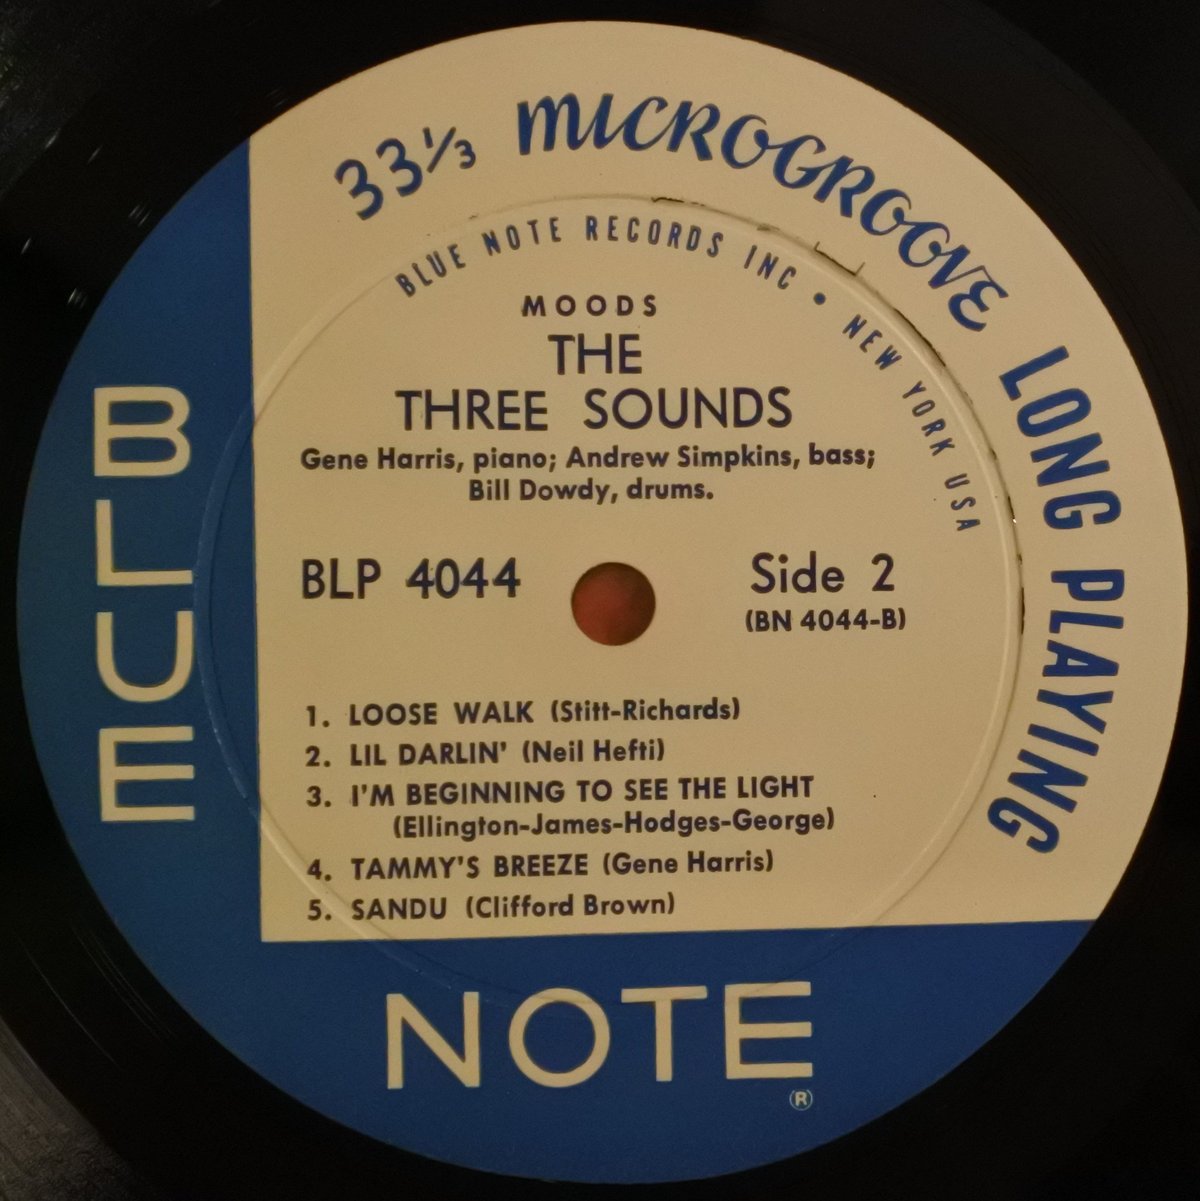 33⅓ MICROGROOVE LONG PLAYING
BLUE NOTE RECORDS INC • NEW YORK USA
MOODS
THE
THREE SOUNDS
Gene Harris, piano; Andrew Simpkins, bass;
Bill Dowdy, drums.
BLP 4044
Side 2
(BN 4044-B)
1. LOOSE WALK (Stitt-Richards)
2. LIL DARLIN' (Neil Hefti)
3. I'M BEGINNING TO SEE THE LIGHT
(Ellington-James-Hodges-George)
4. TAMMY'S BREEZE (Gene Harris)
5. SANDU (Clifford Brown)
BLUE
NOTE
®